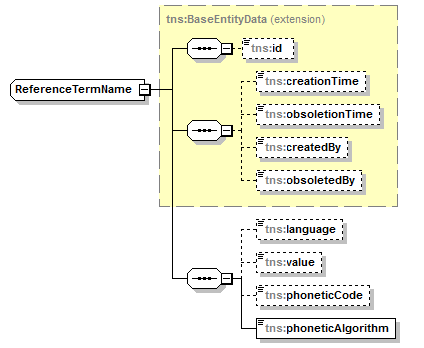 tns:BaseEntityData (extension)
tns:id
ReferenceTermName
tns:creationTime
tns:obsoletionTime
tns:createdBy
tns:obsoletedBy
tns:language
tns:value
tns:phoneticCode
tns:phoneticAlgorithm